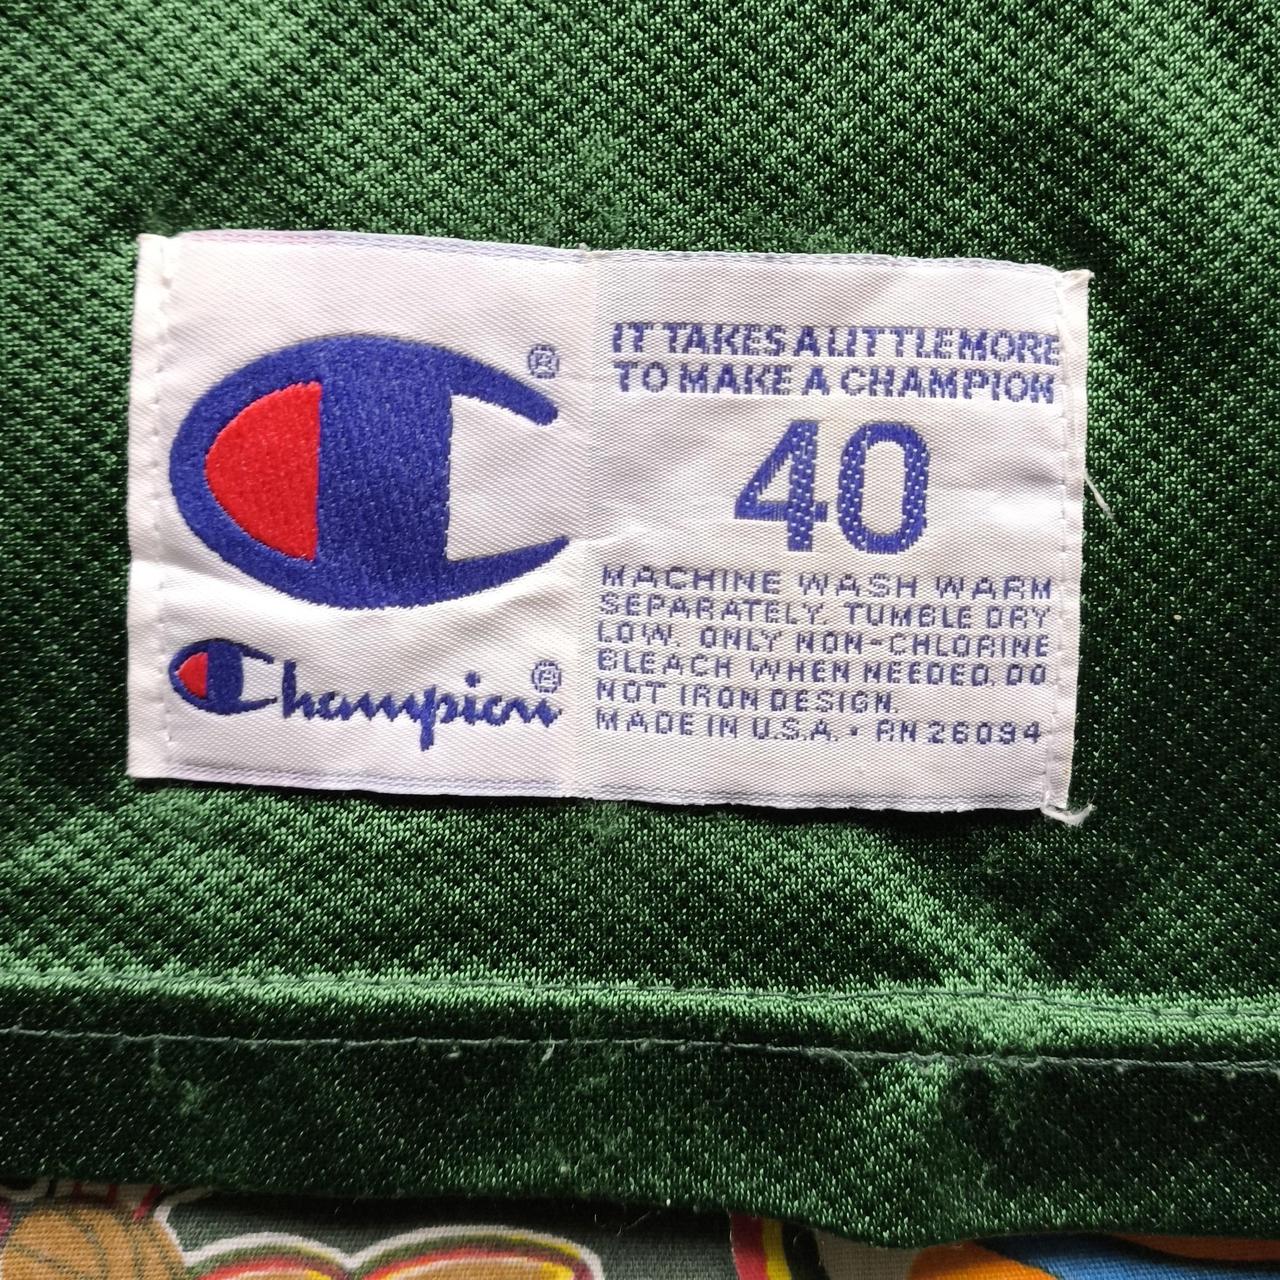 ®
Champion®
IT TAKES A LITTLE MORE
TO MAKE A CHAMPION
40
MACHINE WASH WARM
SEPARATELY. TUMBLE DRY
LOW. ONLY NON-CHLORINE
BLEACH WHEN NEEDED. DO
NOT IRON DESIGN.
MADE IN U.S.A. • RN 26094